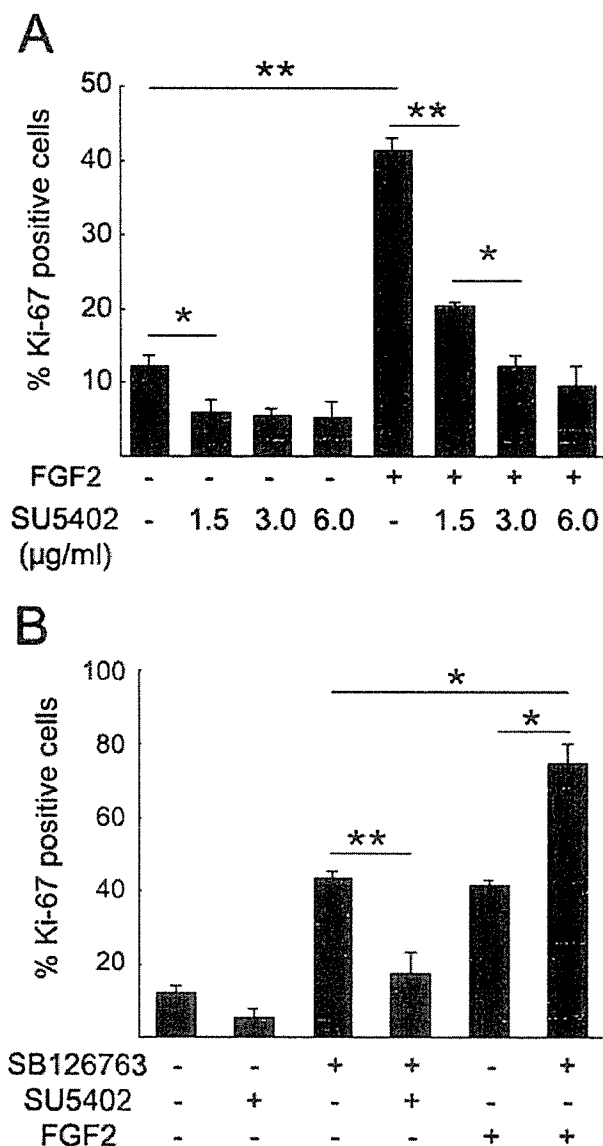 A
50
**
**
40
% Ki-67 positive cells
30
*
20
*
10
FGF2 - - - - + + + +
SU5402 - 1.5 3.0 6.0 - 1.5 3.0 6.0
(µg/ml)
B
100
*
80
*
% Ki-67 positive cells
60
**
40
20
SB126763 - - + + - +
SU5402 - + - + - -
FGF2 - - - - + +